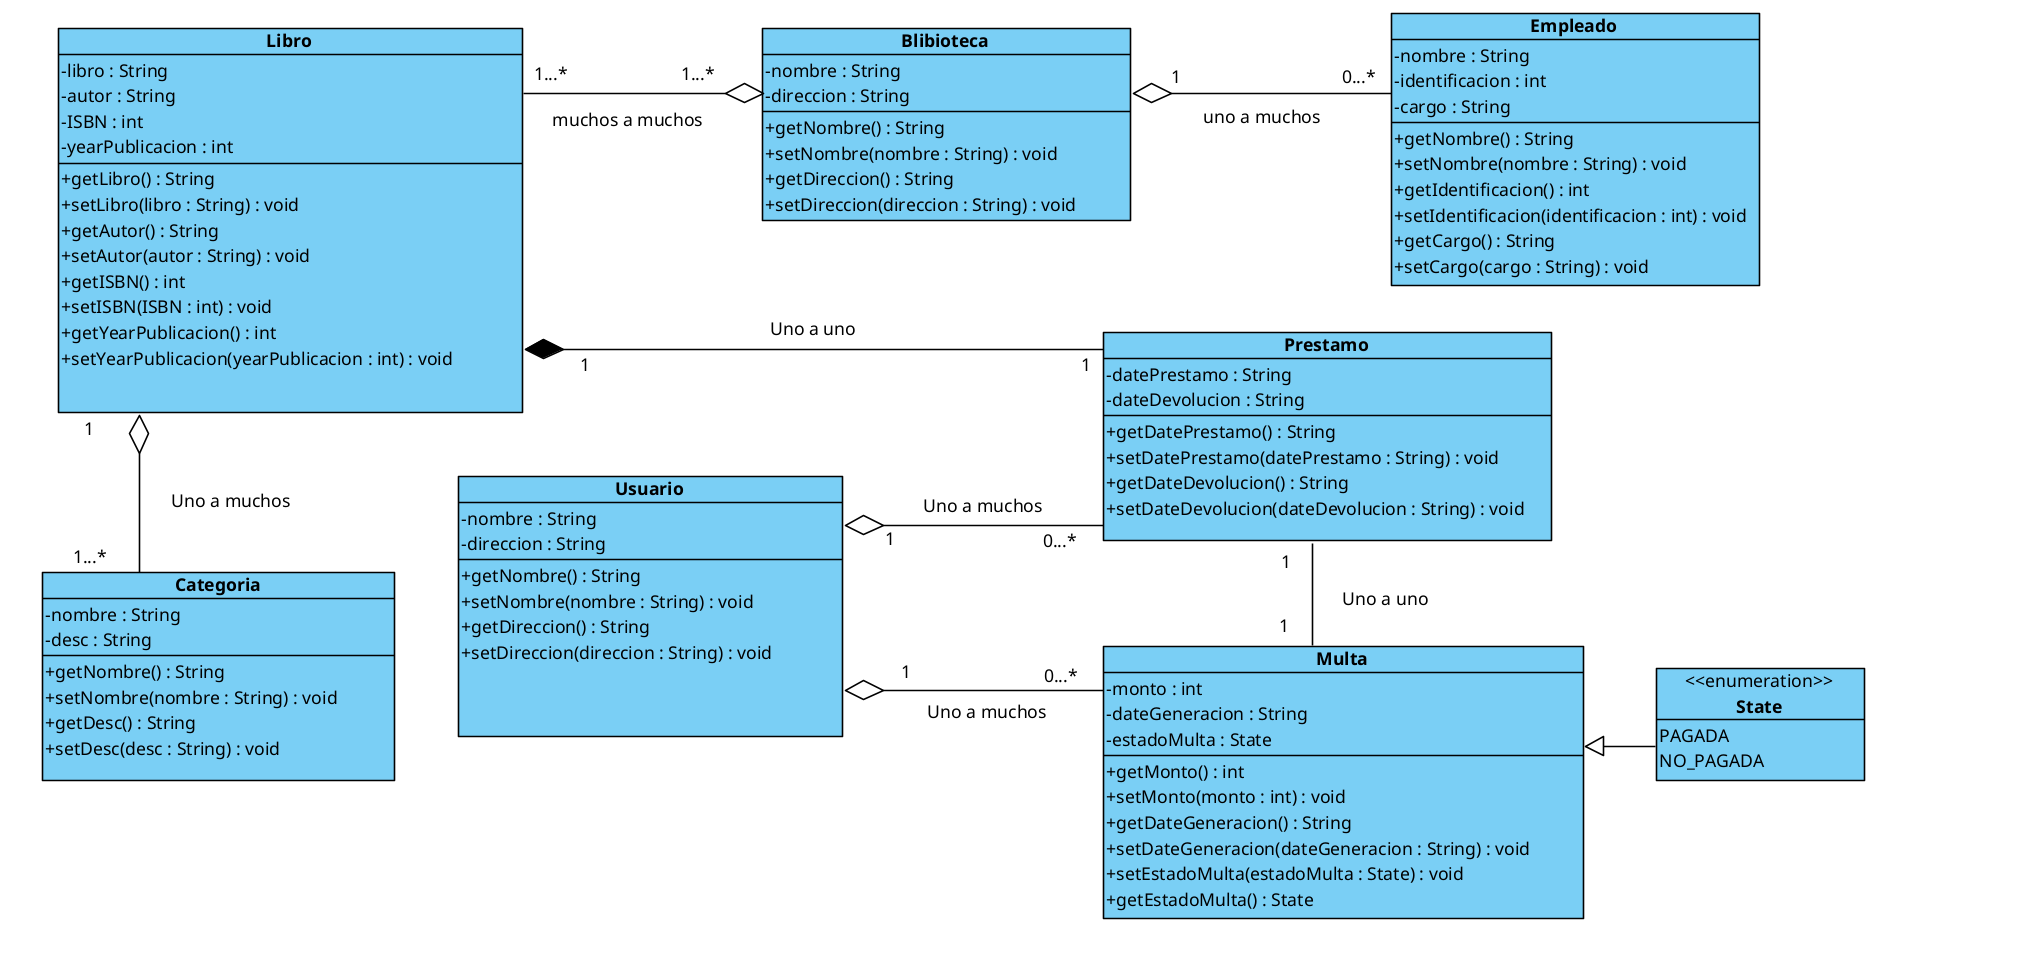 Libro
-libro : String
-autor : String
-ISBN : int
-yearPublicacion : int
+getLibro() : String
+setLibro(libro : String) : void
+getAutor() : String
+setAutor(autor : String) : void
+getISBN() : int
+setISBN(ISBN : int) : void
+getYearPublicacion() : int
+setYearPublicacion(yearPublicacion : int) : void
1...*
1...*
muchos a muchos
Blibioteca
-nombre : String
-direccion : String
+getNombre() : String
+setNombre(nombre : String) : void
+getDireccion() : String
+setDireccion(direccion : String) : void
1
0...*
uno a muchos
Empleado
-nombre : String
-identificacion : int
-cargo : String
+getNombre() : String
+setNombre(nombre : String) : void
+getIdentificacion() : int
+setIdentificacion(identificacion : int) : void
+getCargo() : String
+setCargo(cargo : String) : void
Uno a uno
1
1
Prestamo
-datePrestamo : String
-dateDevolucion : String
+getDatePrestamo() : String
+setDatePrestamo(datePrestamo : String) : void
+getDateDevolucion() : String
+setDateDevolucion(dateDevolucion : String) : void
1
Uno a muchos
1...*
Categoria
-nombre : String
-desc : String
+getNombre() : String
+setNombre(nombre : String) : void
+getDesc() : String
+setDesc(desc : String) : void
Usuario
-nombre : String
-direccion : String
+getNombre() : String
+setNombre(nombre : String) : void
+getDireccion() : String
+setDireccion(direccion : String) : void
Uno a muchos
1
0...*
1
Uno a uno
1
1
0...*
Uno a muchos
Multa
-monto : int
-dateGeneracion : String
-estadoMulta : State
+getMonto() : int
+setMonto(monto : int) : void
+getDateGeneracion() : String
+setDateGeneracion(dateGeneracion : String) : void
+setEstadoMulta(estadoMulta : State) : void
+getEstadoMulta() : State
<<enumeration>>
State
PAGADA
NO_PAGADA